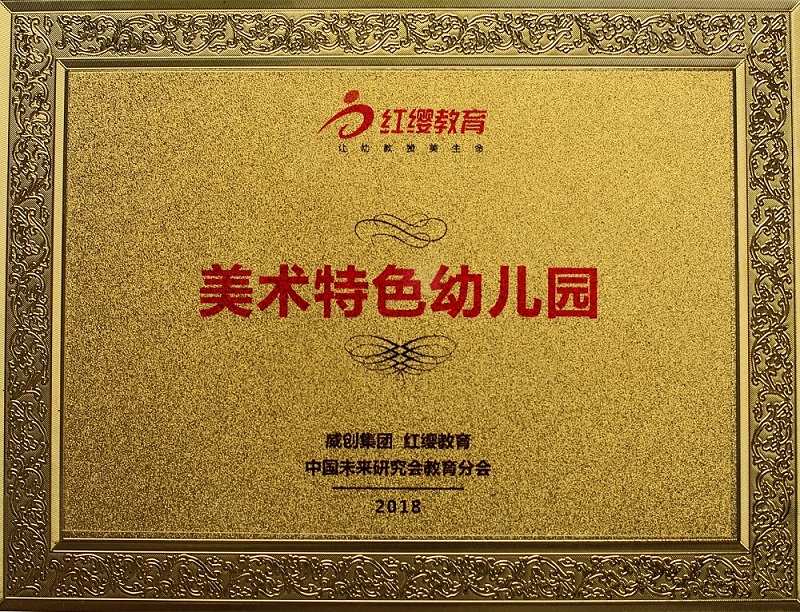 红缨教育
让幼教被美生命
美术特色幼儿园
威创集团 红缨教育
中国未来研究会教育分会
2018